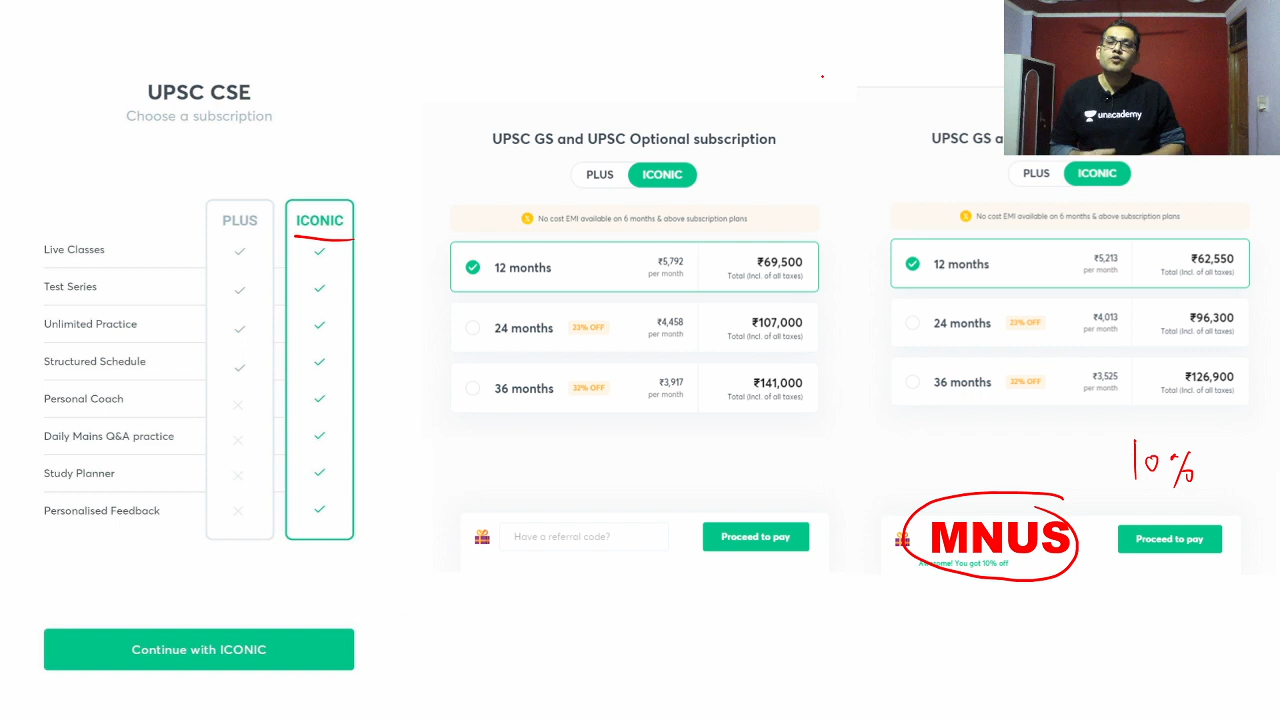 UPSC CSE
Choose a subscription
PLUS
ICONIC
Live Classes
Test Series
Unlimited Practice
Structured Schedule
Personal Coach
Daily Mains Q&A practice
Study Planner
Personalised Feedback
Continue with ICONIC
UPSC GS and UPSC Optional subscription
PLUS ICONIC
No cost EMI available on 6 months & above subscription plans
12 months ₹5,792 ₹69,500
per month Total (Incl. of all taxes)
24 months 23% OFF ₹4,458 ₹107,000
per month Total (Incl. of all taxes)
36 months 32% OFF ₹3,917 ₹141,000
per month Total (Incl. of all taxes)
Have a referral code? Proceed to pay
UPSC GS a
PLUS ICONIC
No cost EMI available on 6 months & above subscription plans
12 months ₹5,213 ₹62,550
per month Total (Incl. of all taxes)
24 months 23% OFF ₹4,013 ₹96,300
per month Total (Incl. of all taxes)
36 months 32% OFF ₹3,525 ₹126,900
per month Total (Incl. of all taxes)
10%
MNUS Proceed to pay
Awesome! You got 10% off
unacademy